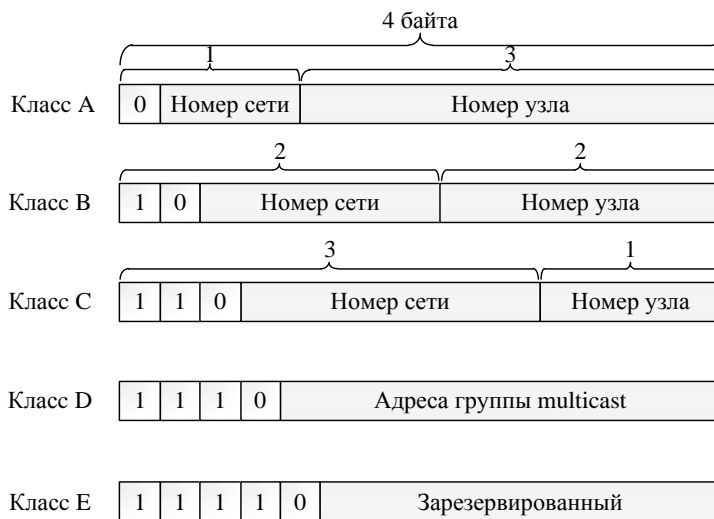 4 байта
1 3
Класс A 0 Номер сети Номер узла
2 2
Класс B 1 0 Номер сети Номер узла
3 1
Класс C 1 1 0 Номер сети Номер узла
Класс D 1 1 1 0 Адреса группы multicast
Класс E 1 1 1 1 0 Зарезервированный